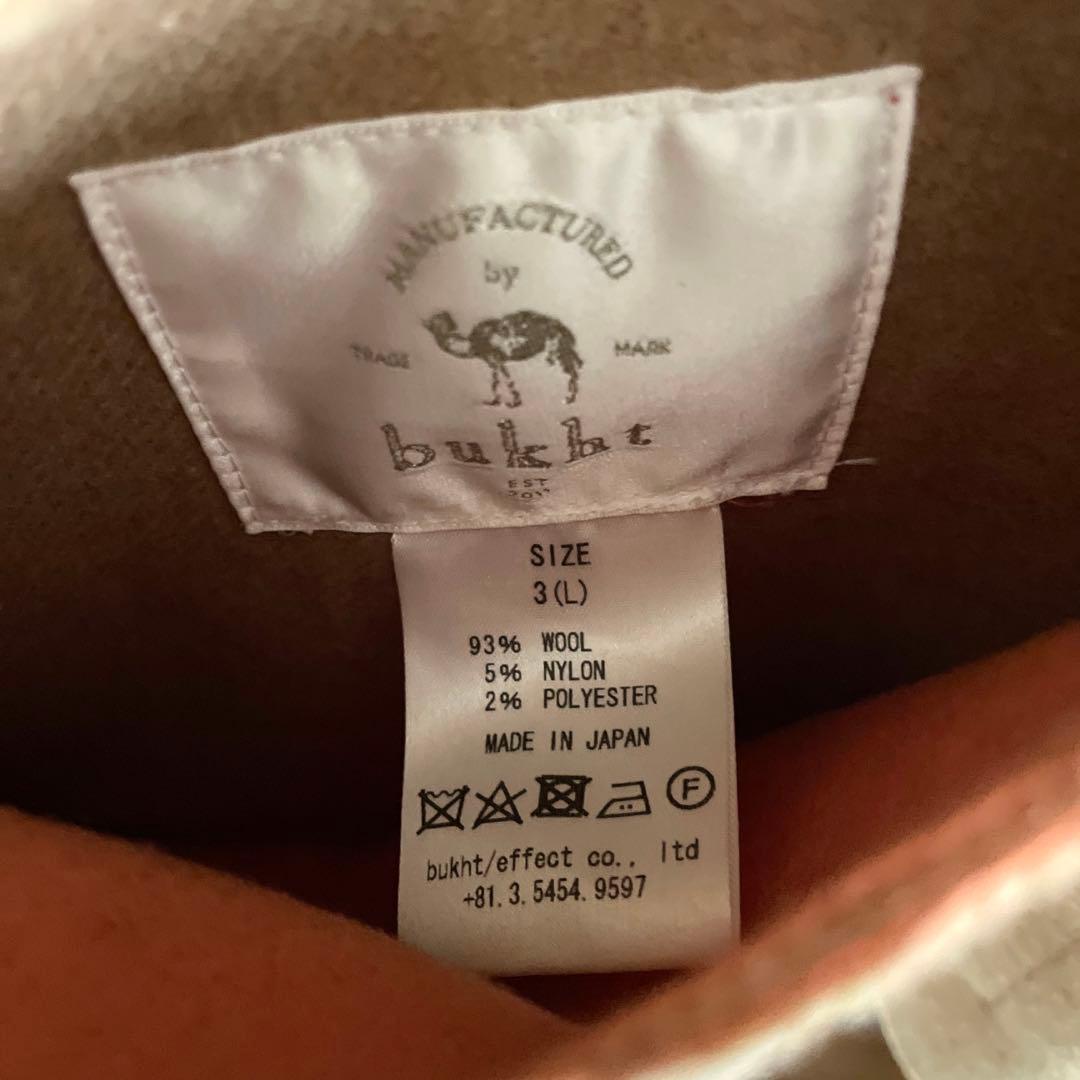 MANUFACTURED
by
TRADE MARK
bukht
EST
2011
SIZE
3(L)
93% WOOL
5% NYLON
2% POLYESTER
MADE IN JAPAN
F
bukht/effect co., ltd
+81.3.5454.9597